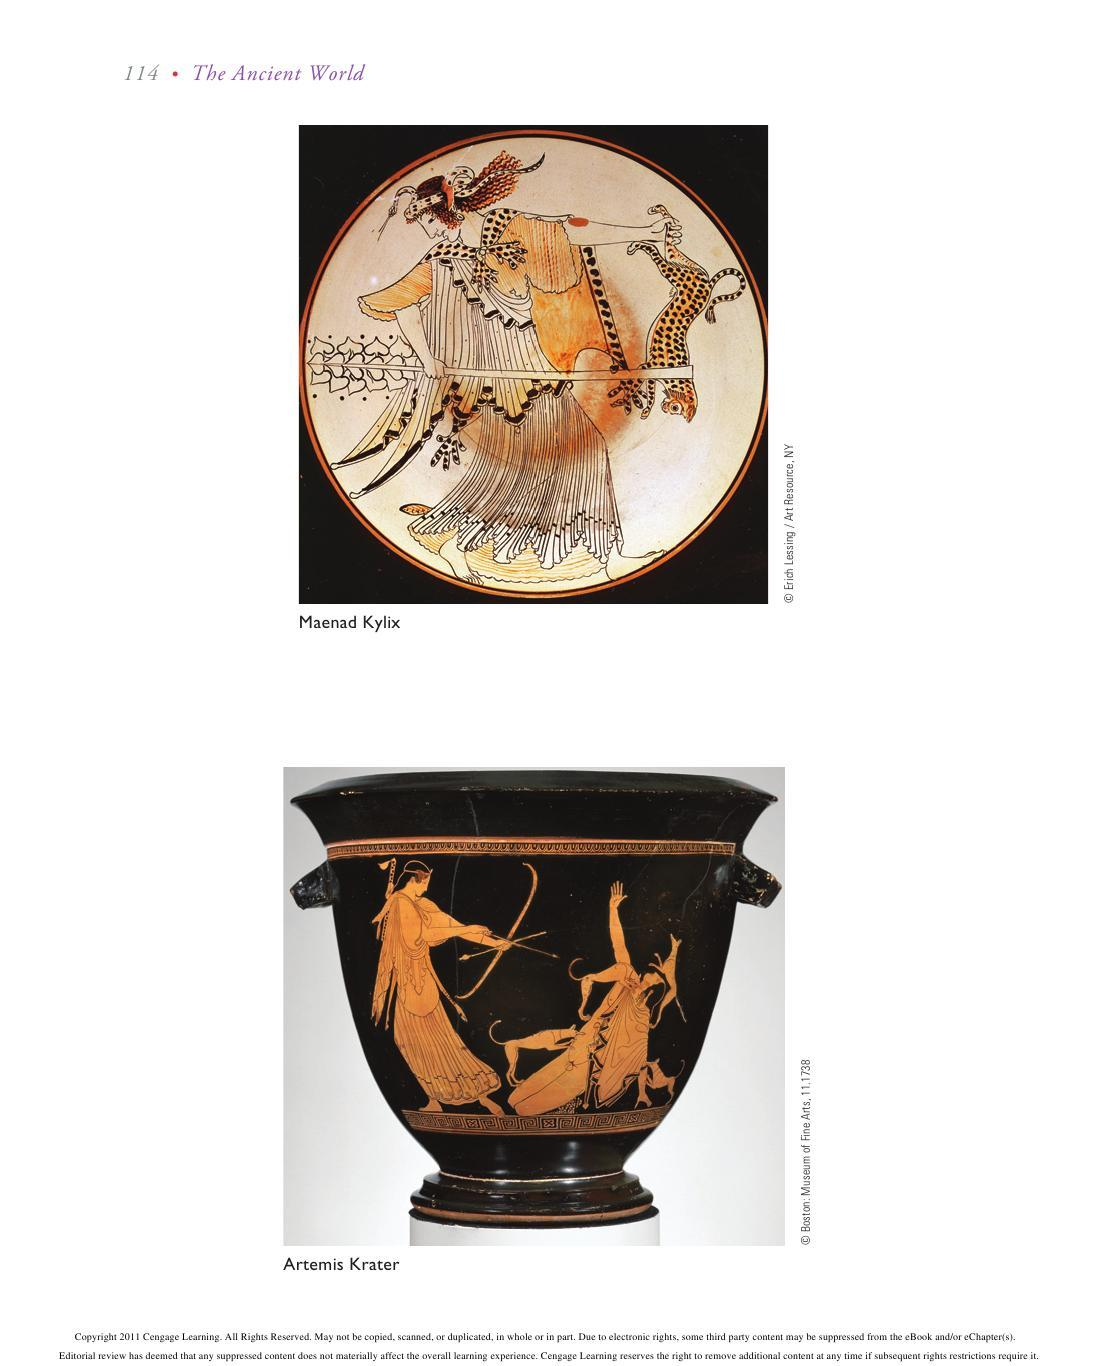 114 • The Ancient World
© Erich Lessing / Art Resource, NY
Maenad Kylix
© Boston: Museum of Fine Arts, 11.1738
Artemis Krater
Copyright 2011 Cengage Learning. All Rights Reserved. May not be copied, scanned, or duplicated, in whole or in part. Due to electronic rights, some third party content may be suppressed from the eBook and/or eChapter(s).
Editorial review has deemed that any suppressed content does not materially affect the overall learning experience. Cengage Learning reserves the right to remove additional content at any time if subsequent rights restrictions require it.